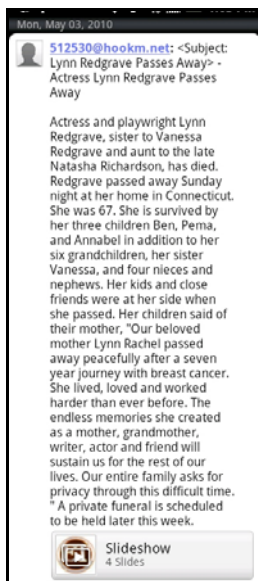 Mon, May 03, 2010
512530@hookm.net: <Subject:
Lynn Redgrave Passes Away> -
Actress Lynn Redgrave Passes
Away
Actress and playwright Lynn
Redgrave, sister to Vanessa
Redgrave and aunt to the late
Natasha Richardson, has died.
Redgrave passed away Sunday
night at her home in Connecticut.
She was 67. She is survived by
her three children Ben, Pema,
and Annabel in addition to her
six grandchildren, her sister
Vanessa, and four nieces and
nephews. Her kids and close
friends were at her side when
she passed. Her children said of
their mother, "Our beloved
mother Lynn Rachel passed
away peacefully after a seven
year journey with breast cancer.
She lived, loved and worked
harder than ever before. The
endless memories she created
as a mother, grandmother,
writer, actor and friend will
sustain us for the rest of our
lives. Our entire family asks for
privacy through this difficult time.
" A private funeral is scheduled
to be held later this week.
Slideshow
4 Slides